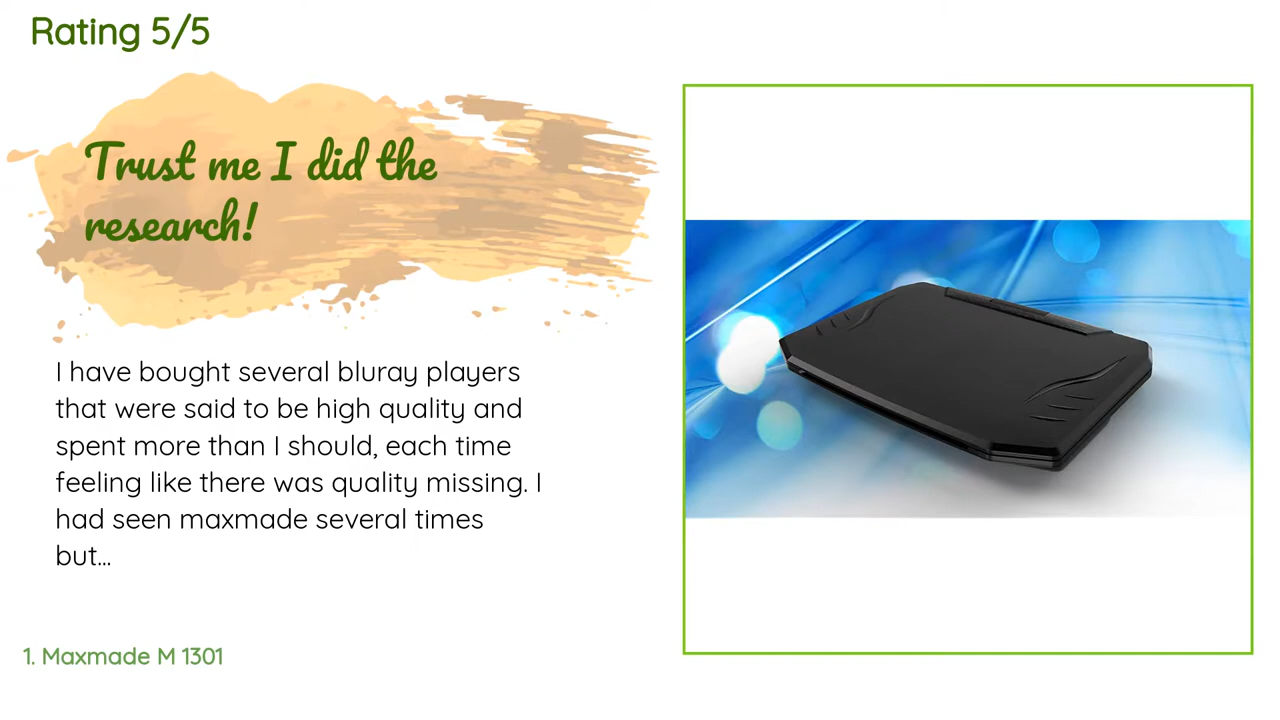 Rating 5/5
Trust me I did the
research!
I have bought several bluray players
that were said to be high quality and
spent more than I should, each time
feeling like there was quality missing. I
had seen maxmade several times
but...
1. Maxmade M 1301